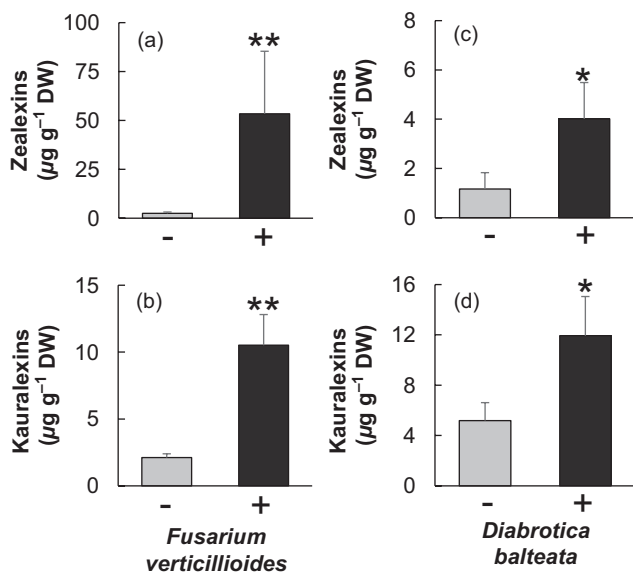 (a)
Zealexins
(µg g⁻¹ DW)
100
75
50
25
0
**
- +
(c)
Zealexins
(µg g⁻¹ DW)
8
6
4
2
0
*
- +
(b)
Kauralexins
(µg g⁻¹ DW)
15
10
5
0
**
- +
Fusarium
verticillioides
(d)
Kauralexins
(µg g⁻¹ DW)
16
12
8
4
0
*
- +
Diabrotica
balteata